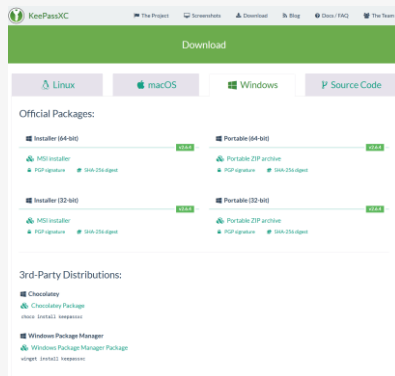 KeePassXC
The Project
Screenshots
Download
Blog
Docs / FAQ
The Team
Download
Linux
macOS
Windows
Source Code
Official Packages:
Installer (64-bit)
MSI installer
PGP signature
SHA-256 digest
Portable (64-bit)
Portable ZIP archive
PGP signature
SHA-256 digest
Installer (32-bit)
MSI installer
PGP signature
SHA-256 digest
Portable (32-bit)
Portable ZIP archive
PGP signature
SHA-256 digest
3rd-Party Distributions:
Chocolatey
Chocolatey Package
choco install keepassxc
Windows Package Manager
Windows Package Manager Package
winget install keepassxc